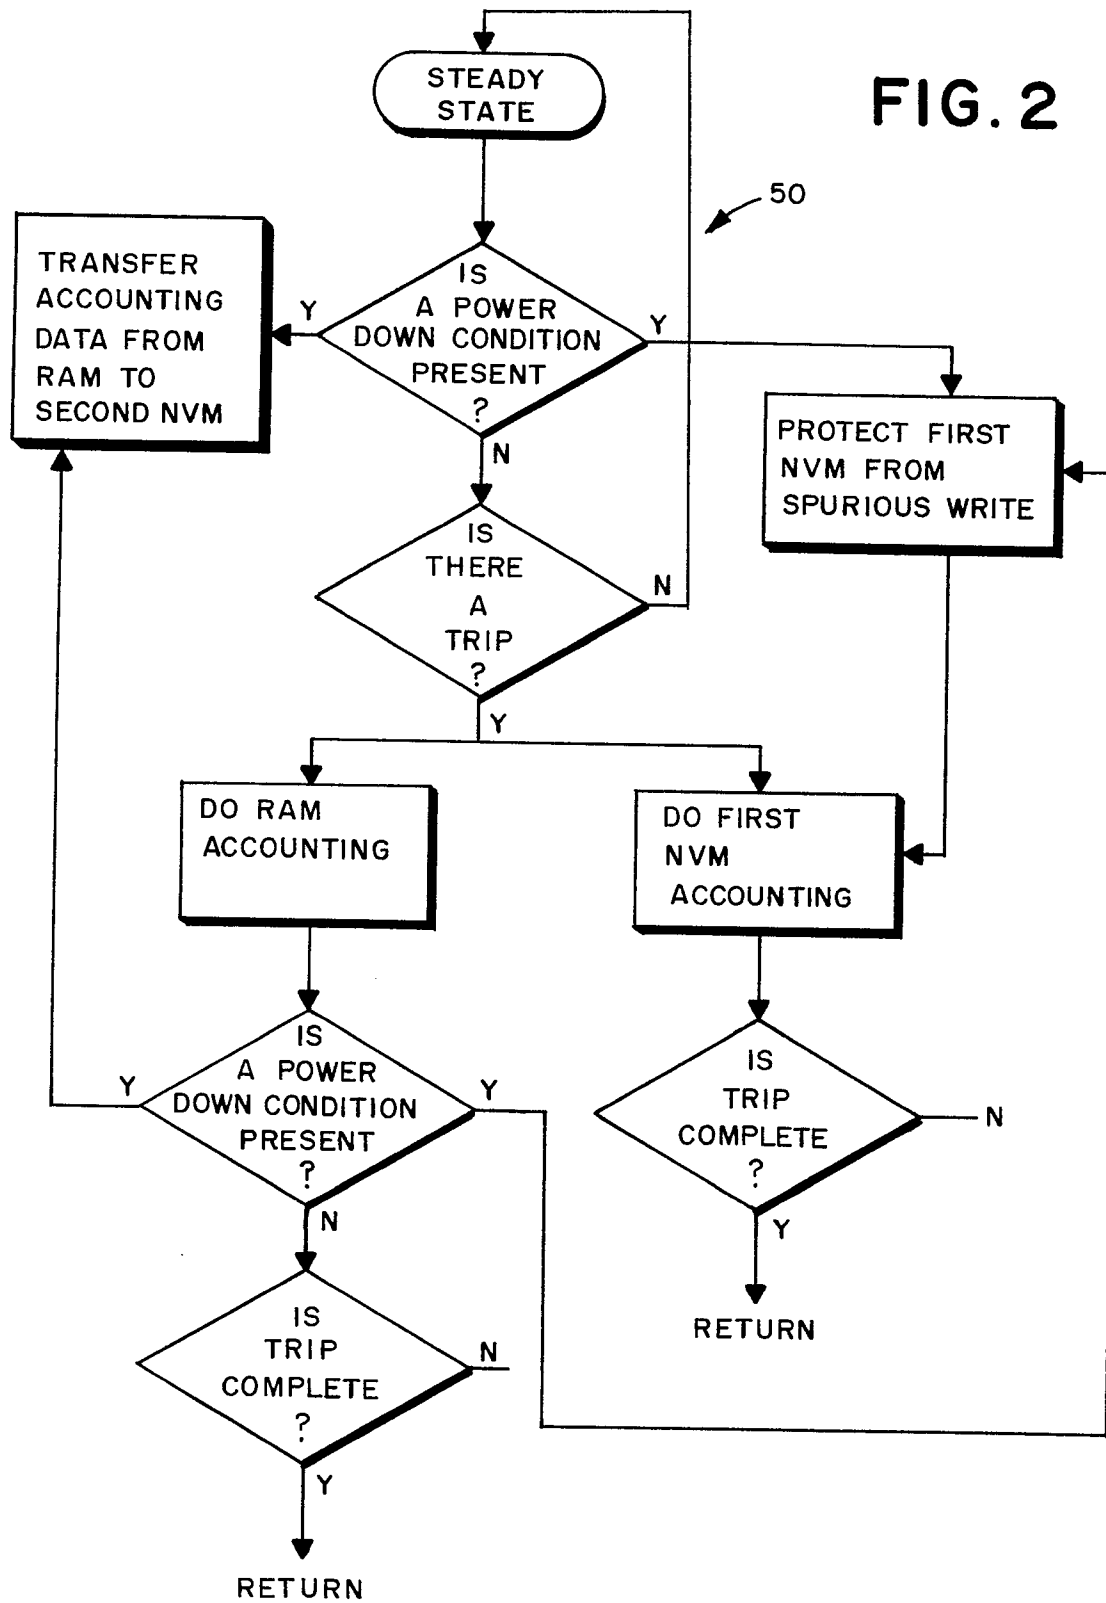 STEADY
STATE
FIG. 2
50
TRANSFER
ACCOUNTING
DATA FROM
RAM TO
SECOND NVM
Y
IS
A POWER
DOWN CONDITION
PRESENT
?
Y
N
PROTECT FIRST
NVM FROM
SPURIOUS WRITE
IS
THERE
A
TRIP
?
N
Y
DO RAM
ACCOUNTING
DO FIRST
NVM
ACCOUNTING
Y
IS
A POWER
DOWN CONDITION
PRESENT
?
Y
N
IS
TRIP
COMPLETE
?
N
Y
RETURN
IS
TRIP
COMPLETE
?
N
Y
RETURN